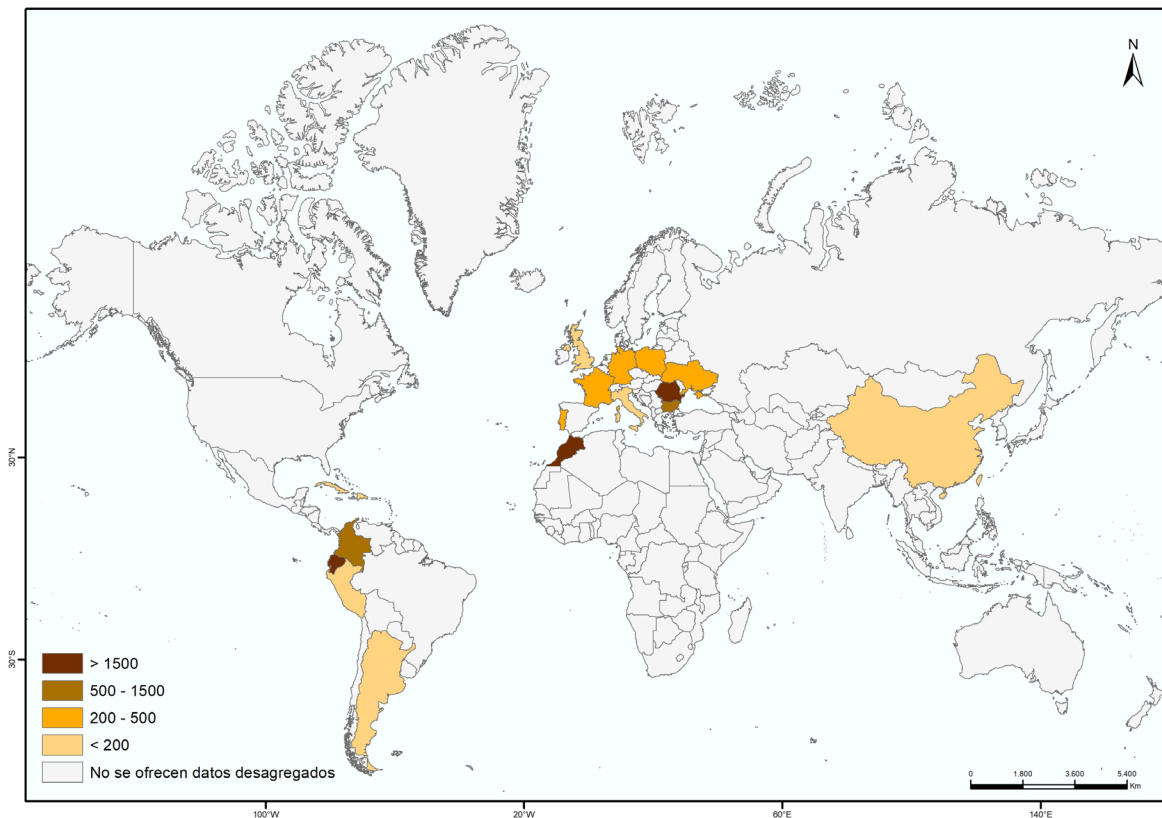 N
30°N
30°S
> 1500
500 - 1500
200 - 500
< 200
No se ofrecen datos desagregados
0 1.800 3.600 5.400
Km
100°W 20°W 60°E 140°E